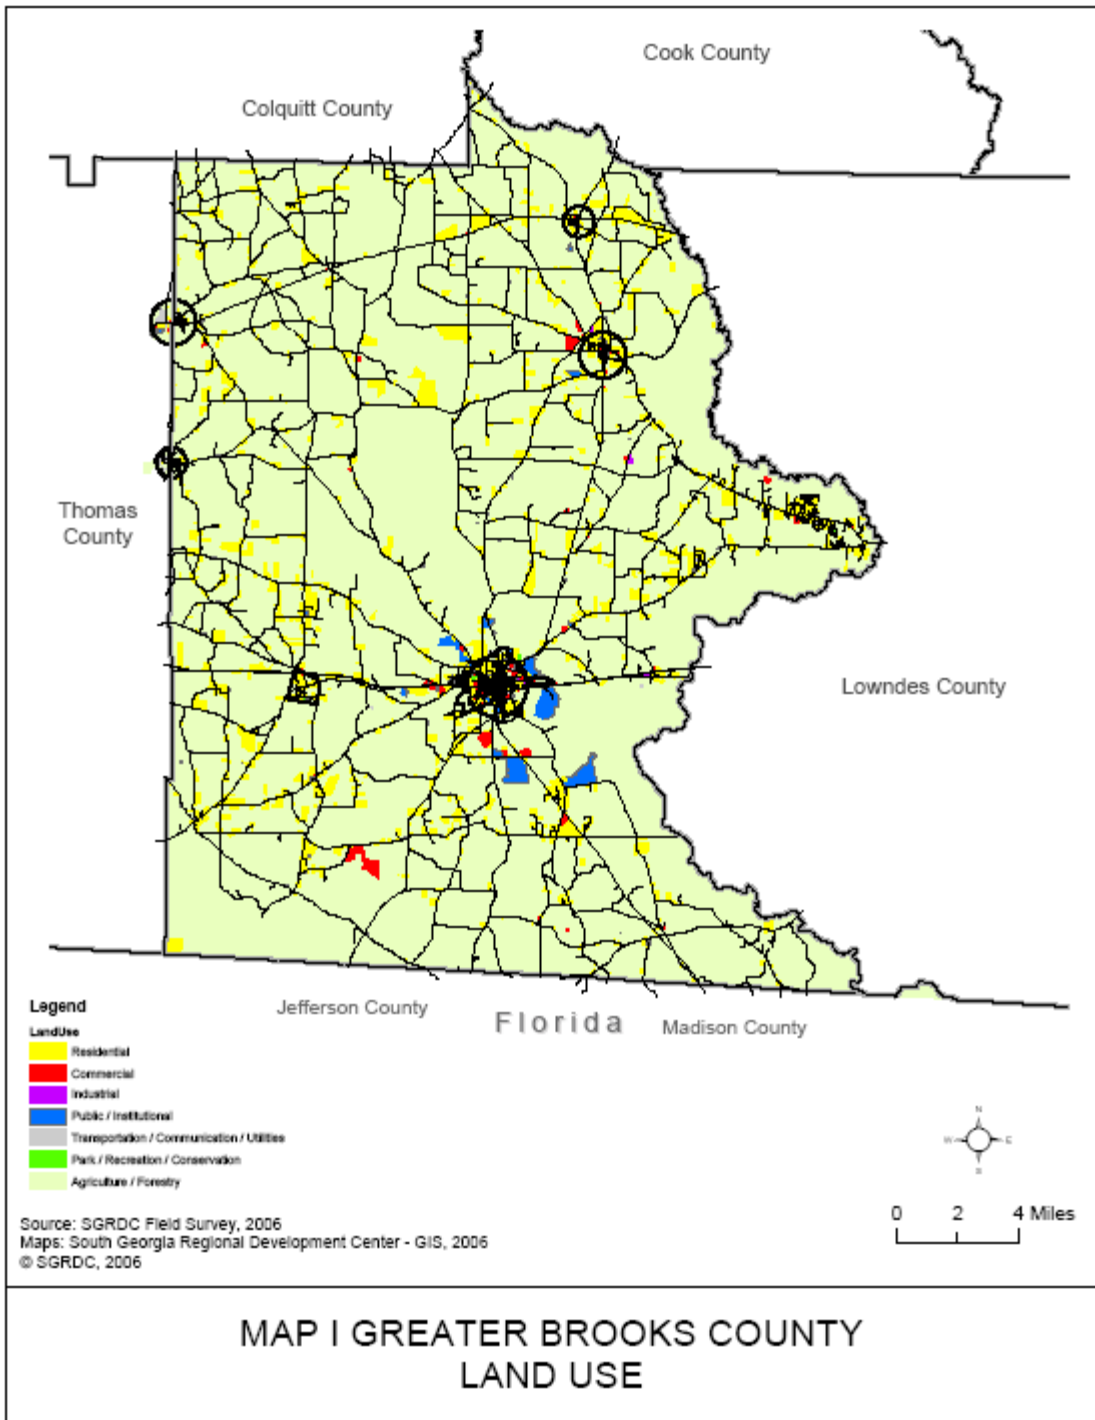 Cook County
Colquitt County
Thomas
County
Lowndes County
Jefferson County
Florida
Madison County
Legend
LandUse
Residential
Commercial
Industrial
Public / Institutional
Transportation / Communication / Utilities
Park / Recreation / Conservation
Agriculture / Forestry
N
W E
S
0 2 4 Miles
Source: SGRDC Field Survey, 2006
Maps: South Georgia Regional Development Center - GIS, 2006
© SGRDC, 2006
MAP I GREATER BROOKS COUNTY
LAND USE